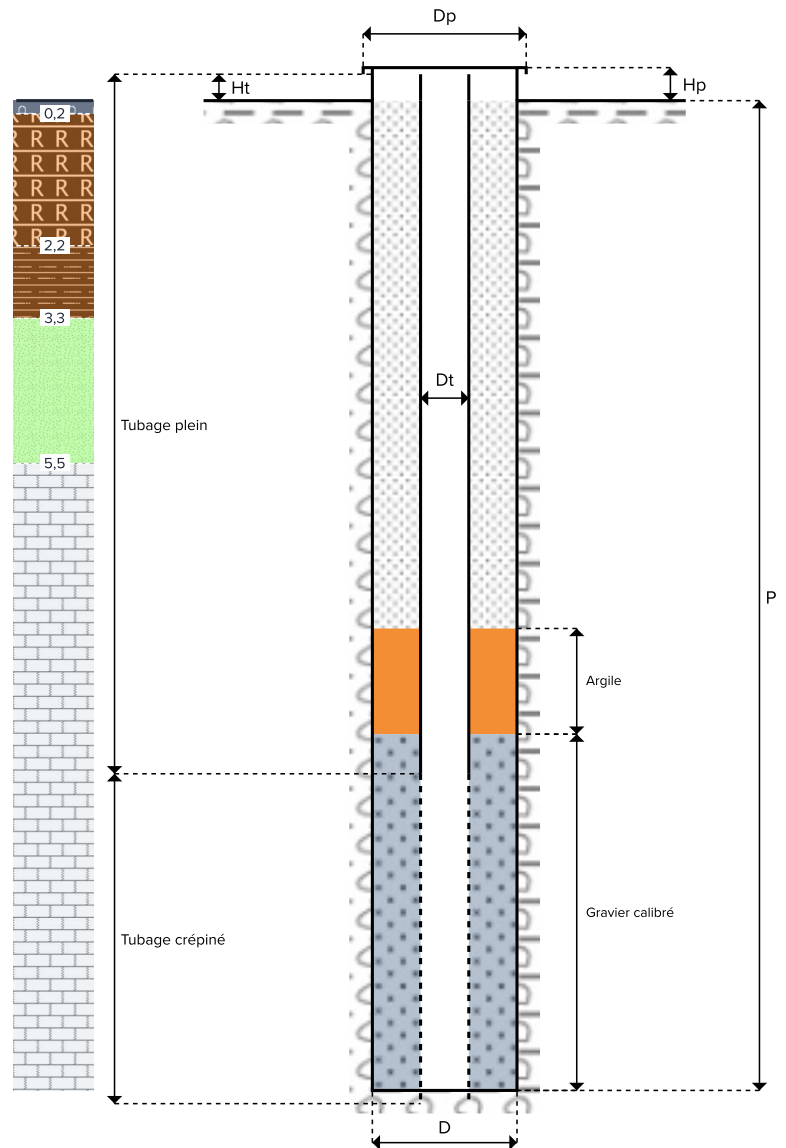 Dp
Ht
Hp
0,2
R R R R
R R R R
R R R R
R R R R
R R R R
2,2
3,3
Dt
Tubage plein
5,5
P
Argile
Gravier calibré
Tubage crépiné
D